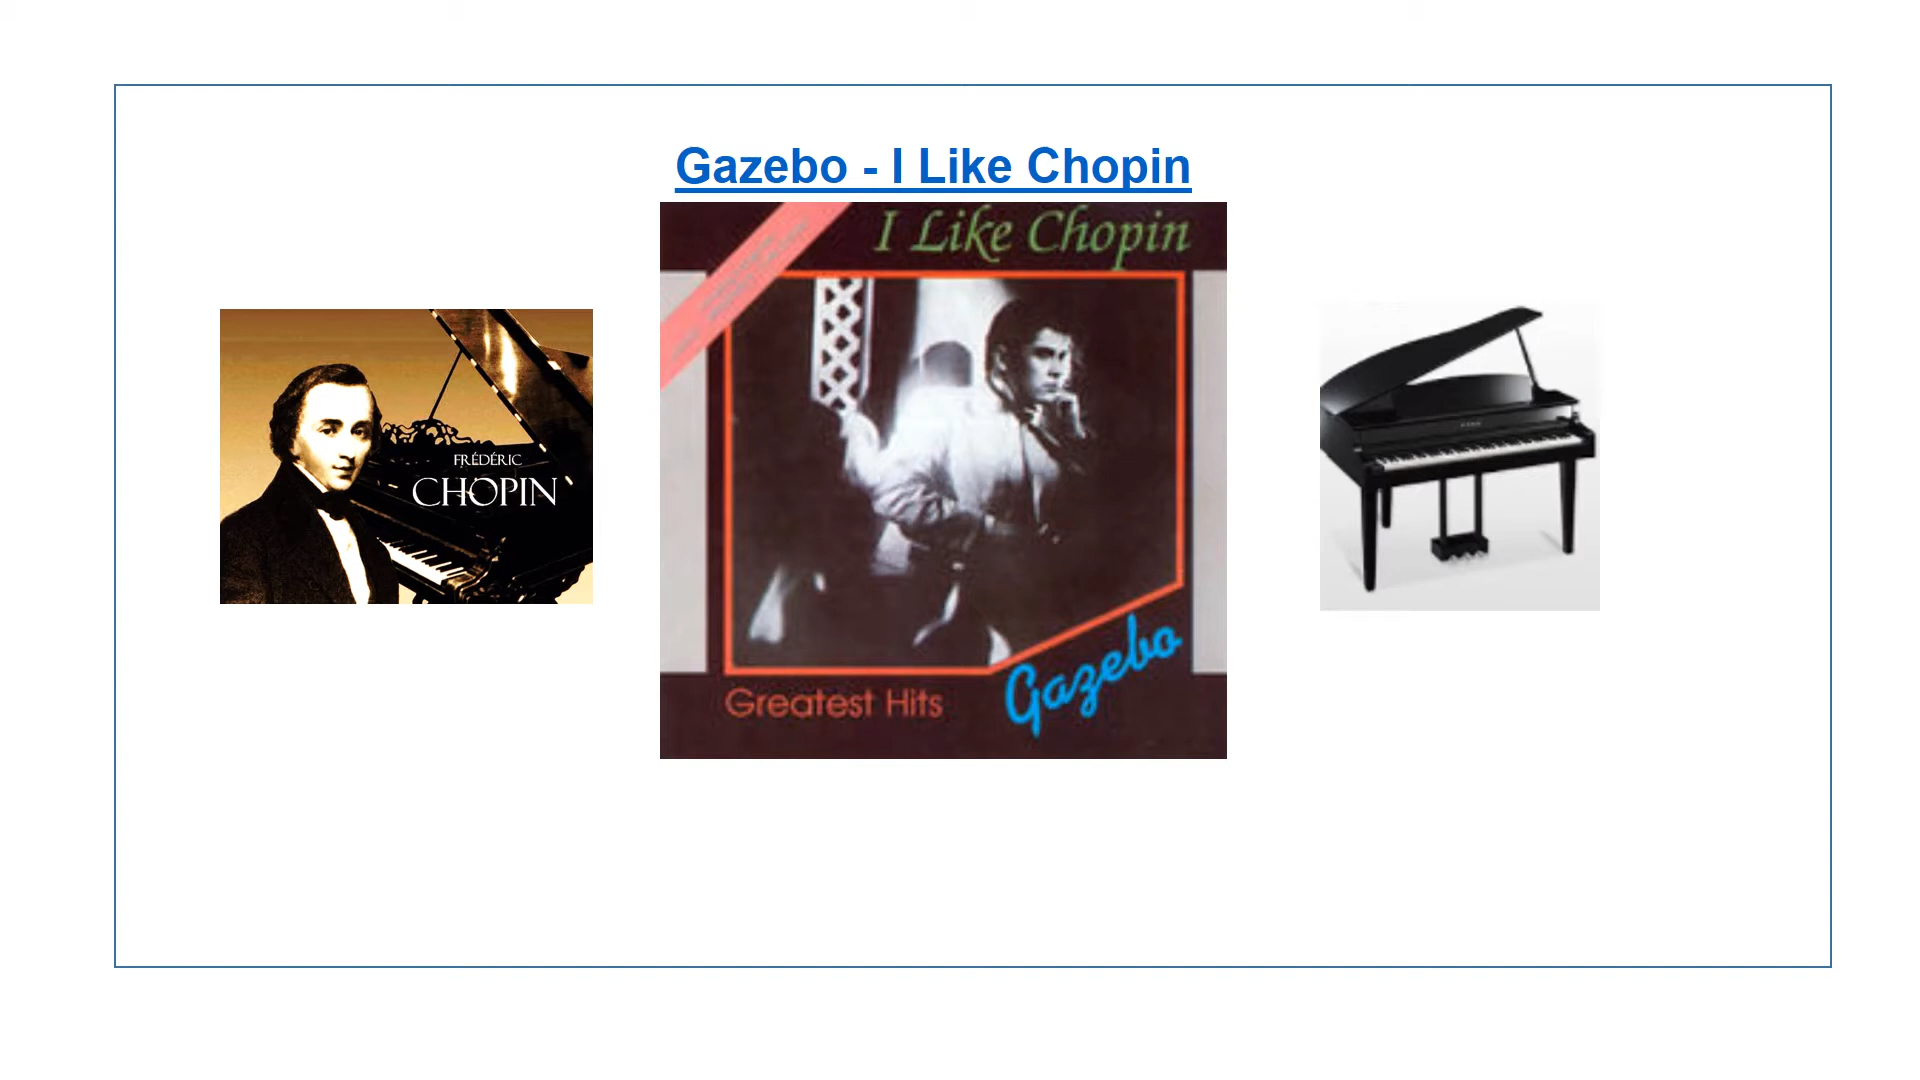 Gazebo - I Like Chopin
I Like Chopin
FRÉDÉRIC
CHOPIN
Gazebo
Greatest Hits